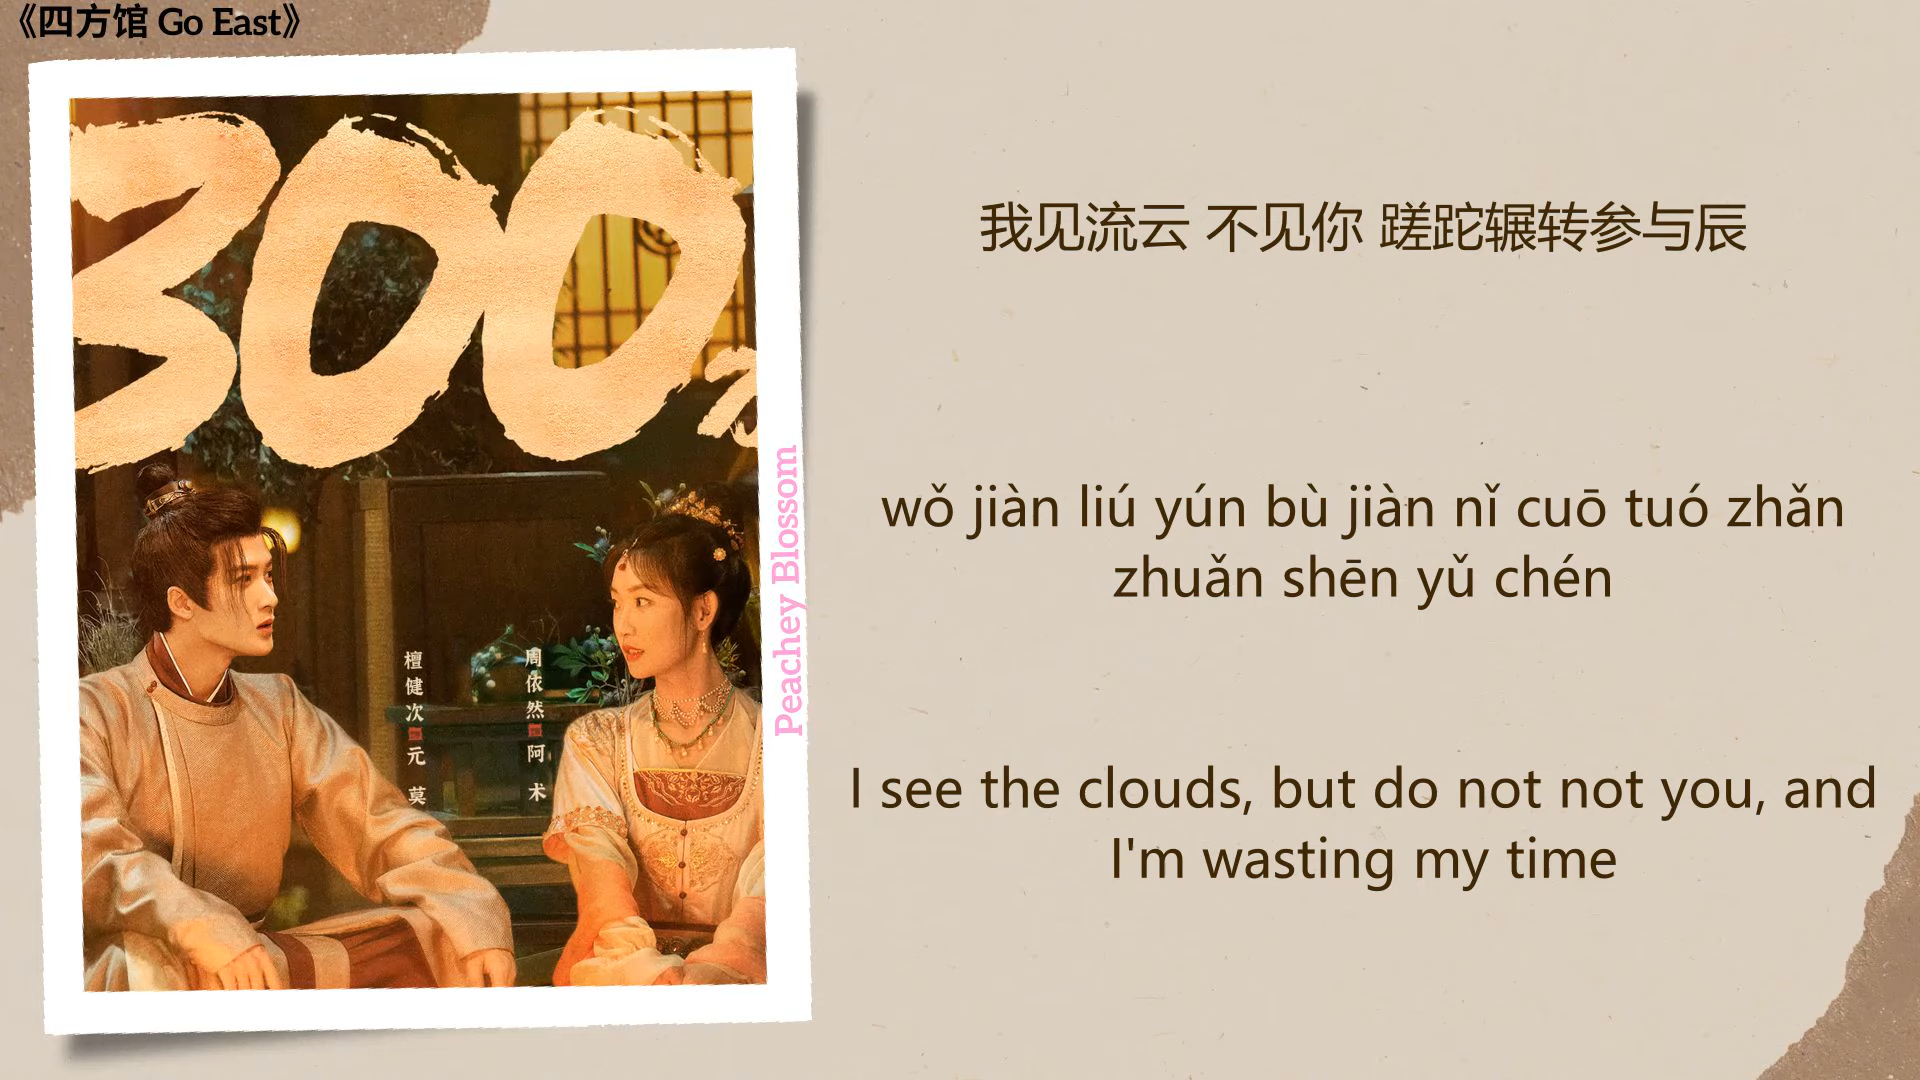 《四方馆 Go East》
300
檀健次 元莫
周依然 阿术
Peachey Blossom
我见流云 不见你 蹉跎辗转参与辰
wǒ jiàn liú yún bù jiàn nǐ cuō tuó zhǎn
zhuǎn shēn yǔ chén
I see the clouds, but do not not you, and
I'm wasting my time